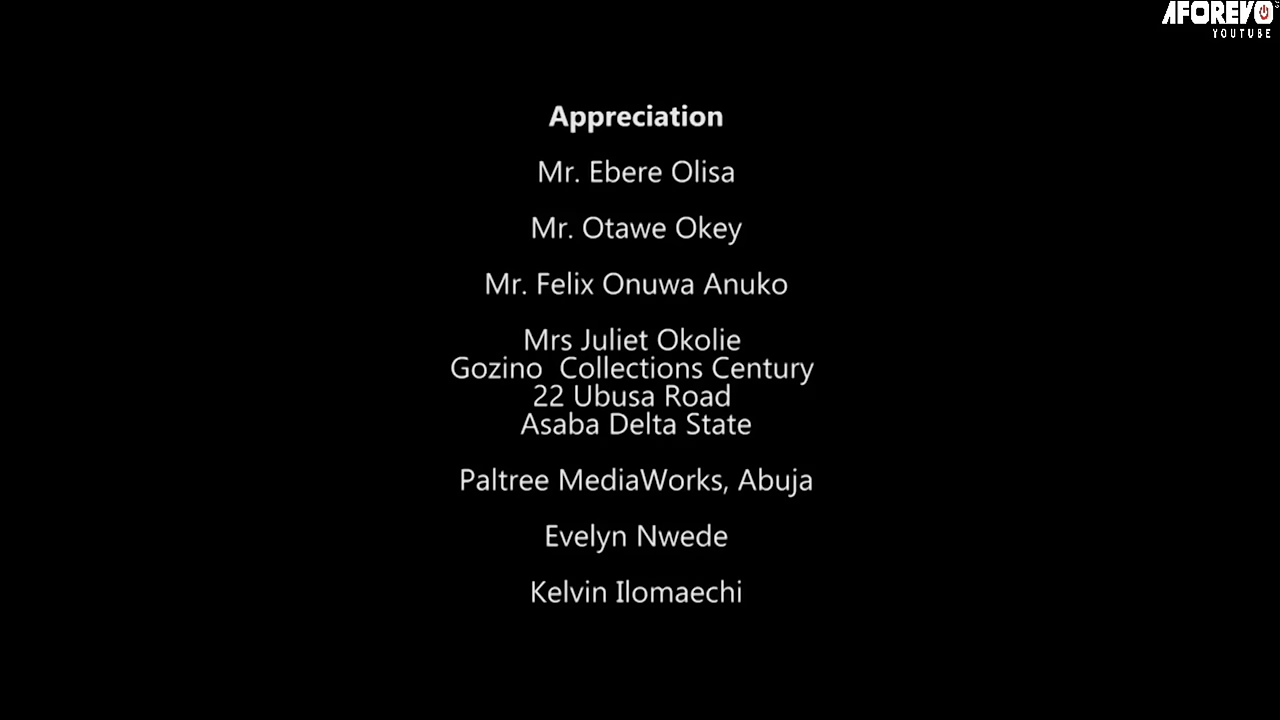 AFOREVO
YOUTUBE
Appreciation
Mr. Ebere Olisa
Mr. Otawe Okey
Mr. Felix Onuwa Anuko
Mrs Juliet Okolie
Gozino  Collections Century
22 Ubusa Road
Asaba Delta State
Paltree MediaWorks, Abuja
Evelyn Nwede
Kelvin Ilomaechi